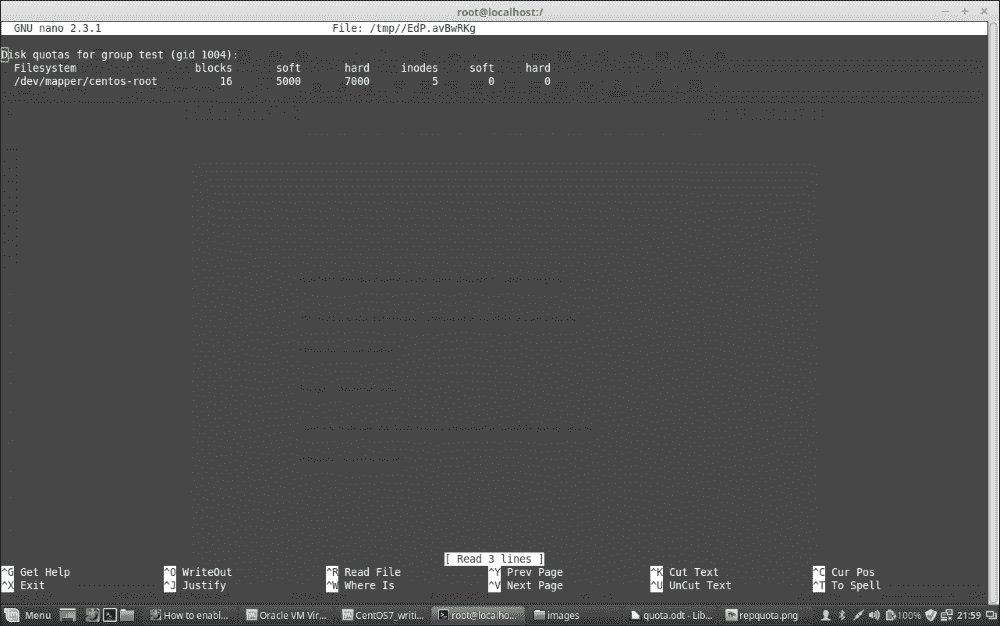 root@localhost:/
GNU nano 2.3.1 File: /tmp//EdP.avBwRKg
Disk quotas for group test (gid 1004):
Filesystem blocks soft hard inodes soft hard
/dev/mapper/centos-root 16 5000 7000 5 0 0
[ Read 3 lines ]
^G Get Help ^O WriteOut ^R Read File ^Y Prev Page ^K Cut Text ^C Cur Pos
^X Exit ^J Justify ^W Where Is ^V Next Page ^U UnCut Text ^T To Spell
Menu How to enabl... Oracle VM Vir... CentOS7_writi... root@localho... images quota.odt - Lib... repquota.png 100% 21:59